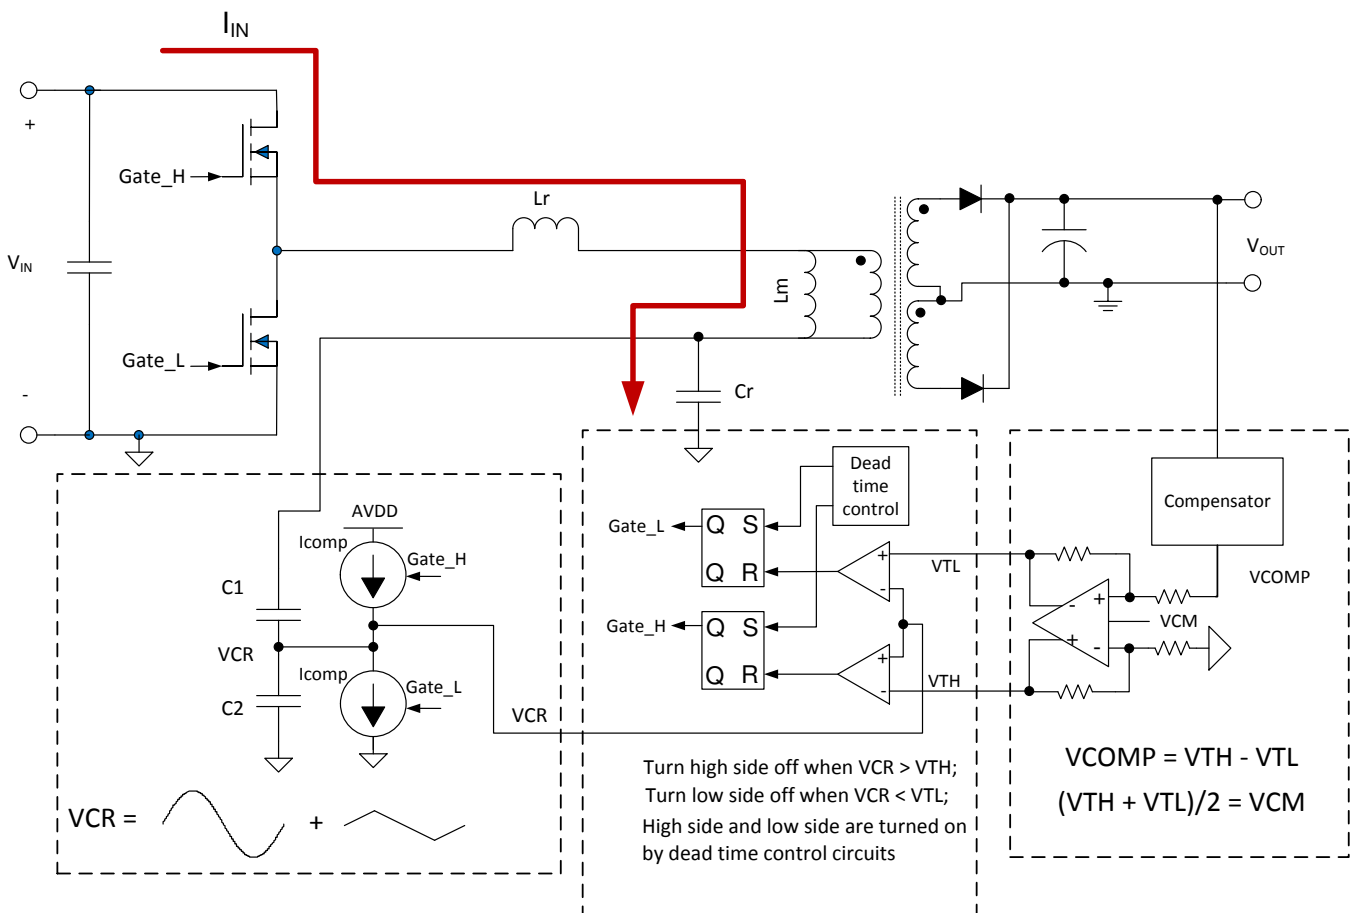 I_IN
+
Gate_H
Lr
V_IN
Lm
V_OUT
Gate_L
-
Cr
AVDD
Icomp
Gate_H
C1
VCR
Icomp
Gate_L
C2
VCR
VCR =
+
Dead
time
control
Gate_L
Q S
Q R
+
-
Gate_H
Q S
Q R
+
-
VTL
VTH
Turn high side off when VCR > VTH;
Turn low side off when VCR < VTL;
High side and low side are turned on
by dead time control circuits
Compensator
VCOMP
- +
VCM
+ -
VCOMP = VTH - VTL
(VTH + VTL)/2 = VCM